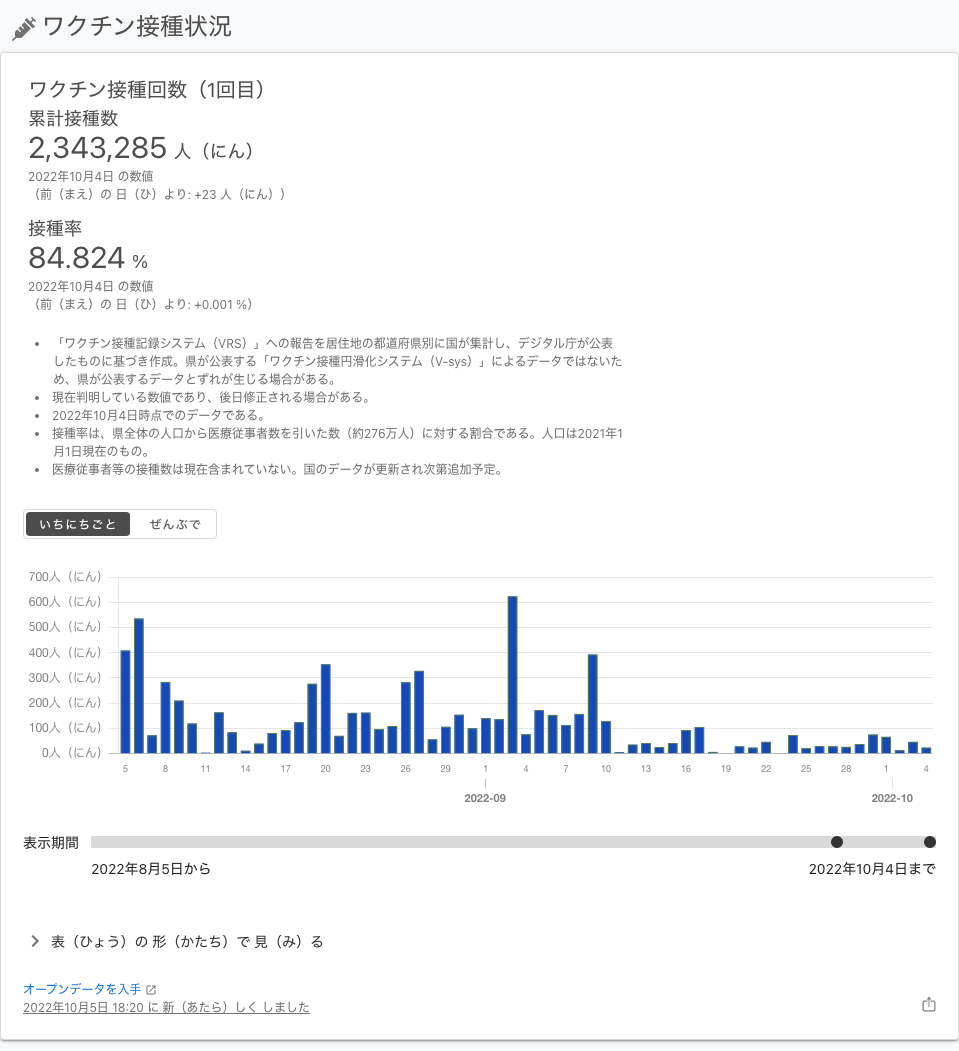 ワクチン接種状況
ワクチン接種回数（1回目）
累計接種数
2,343,285 人（にん）
2022年10月4日 の数値
（前（まえ）の 日（ひ）より: +23 人（にん））
接種率
84.824 %
2022年10月4日 の数値
（前（まえ）の 日（ひ）より: +0.001 %）
• 「ワクチン接種記録システム（VRS）」への報告を居住地の都道府県別に国が集計し、デジタル庁が公表
したものに基づき作成。県が公表する「ワクチン接種円滑化システム（V-sys）」によるデータではないた
め、県が公表するデータとずれが生じる場合がある。
• 現在判明している数値であり、後日修正される場合がある。
• 2022年10月4日時点でのデータである。
• 接種率は、県全体の人口から医療従事者数を引いた数（約276万人）に対する割合である。人口は2021年1
月1日現在のもの。
• 医療従事者等の接種数は現在含まれていない。国のデータが更新され次第追加予定。
いちにちごと ぜんぶで
700人（にん）
600人（にん）
500人（にん）
400人（にん）
300人（にん）
200人（にん）
100人（にん）
0人（にん）
5 8 11 14 17 20 23 26 29 1 4 7 10 13 16 19 22 25 28 1 4
2022-09 2022-10
表示期間
2022年8月5日から 2022年10月4日まで
表（ひょう）の 形（かたち）で 見（み）る
オープンデータを入手
2022年10月5日 18:20 に 新（あたら）しく しました